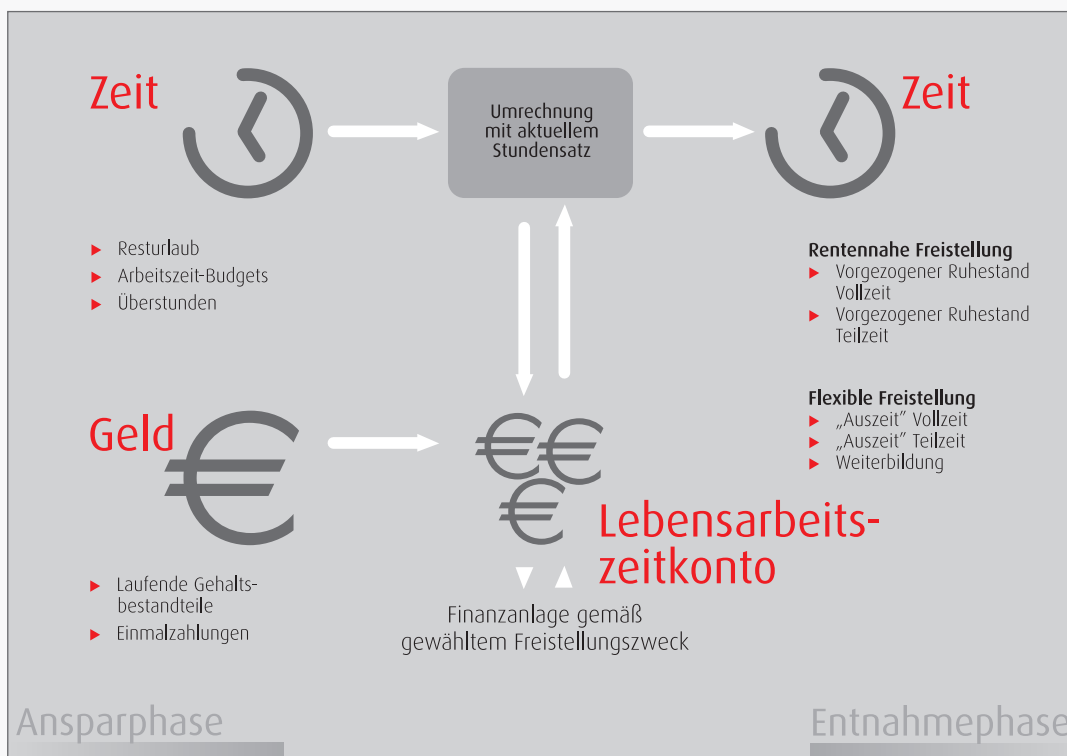 Zeit
Umrechnung
mit aktuellem
Stundensatz
Zeit
▶ Resturlaub
▶ Arbeitszeit-Budgets
▶ Überstunden
Rentennahe Freistellung
▶ Vorgezogener Ruhestand
Vollzeit
▶ Vorgezogener Ruhestand
Teilzeit
Flexible Freistellung
▶ „Auszeit” Vollzeit
▶ „Auszeit” Teilzeit
▶ Weiterbildung
Geld
€
€ €
€
Lebensarbeits-
zeitkonto
▶ Laufende Gehalts-
bestandteile
▶ Einmalzahlungen
Finanzanlage gemäß
gewähltem Freistellungszweck
Ansparphase
Entnahmephase